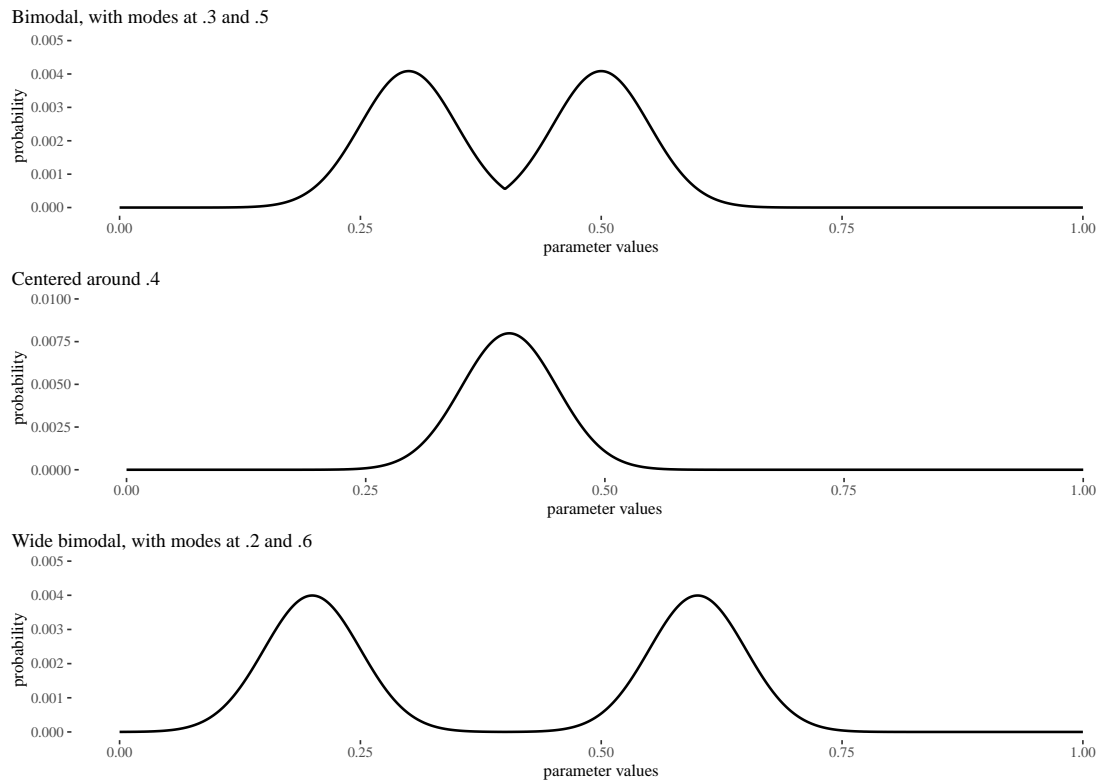 Bimodal, with modes at .3 and .5
0.005
0.004
0.003
0.002
0.001
0.000
probability
0.00 0.25 0.50 0.75 1.00
parameter values
Centered around .4
0.0100
0.0075
0.0050
0.0025
0.0000
probability
0.00 0.25 0.50 0.75 1.00
parameter values
Wide bimodal, with modes at .2 and .6
0.005
0.004
0.003
0.002
0.001
0.000
probability
0.00 0.25 0.50 0.75 1.00
parameter values